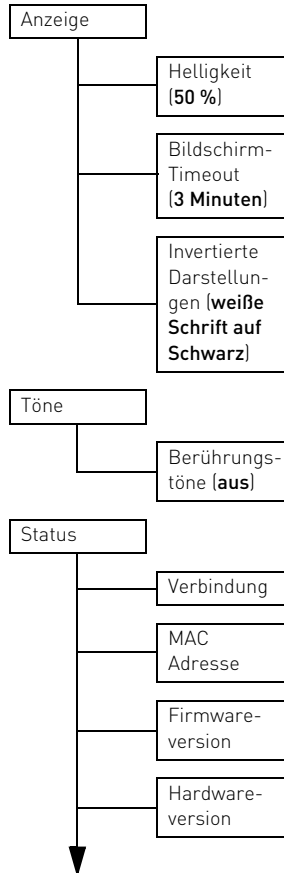 Anzeige
Helligkeit
(50 %)
Bildschirm-
Timeout
(3 Minuten)
Invertierte
Darstellun-
gen (weiße
Schrift auf
Schwarz)
Töne
Berührungs-
töne (aus)
Status
Verbindung
MAC
Adresse
Firmware-
version
Hardware-
version